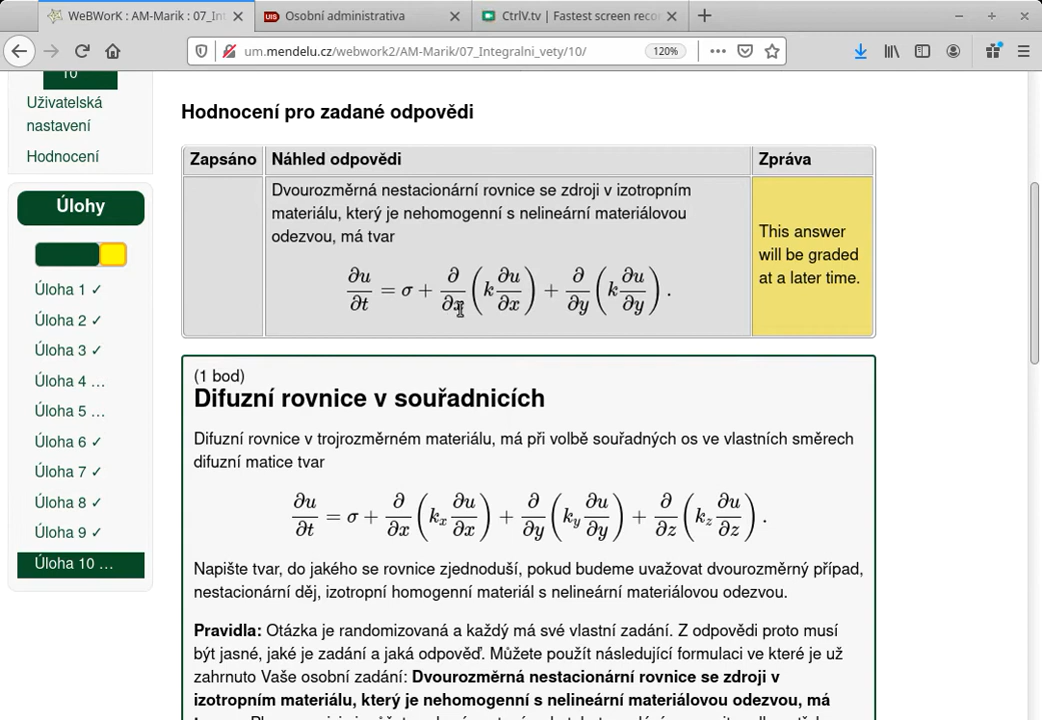 WeBWorK : AM-Marik : 07_Int
Osobní administrativa
CtrlV.tv | Fastest screen reco
um.mendelu.cz/webwork2/AM-Marik/07_Integralni_vety/10/
120%
10
Uživatelská
nastavení
Hodnocení
Úlohy
Úloha 1 ✓
Úloha 2 ✓
Úloha 3 ✓
Úloha 4 ...
Úloha 5 ...
Úloha 6 ✓
Úloha 7 ✓
Úloha 8 ✓
Úloha 9 ✓
Úloha 10 ...
Hodnocení pro zadané odpovědi
Zapsáno Náhled odpovědi Zpráva
Dvourozměrná nestacionární rovnice se zdroji v izotropním
materiálu, který je nehomogenní s nelineární materiálovou
odezvou, má tvar
∂u/∂t = σ + ∂/∂x (k ∂u/∂x) + ∂/∂y (k ∂u/∂y) .
This answer
will be graded
at a later time.
(1 bod)
Difuzní rovnice v souřadnicích
Difuzní rovnice v trojrozměrném materiálu, má při volbě souřadných os ve vlastních směrech
difuzní matice tvar
∂u/∂t = σ + ∂/∂x (k_x ∂u/∂x) + ∂/∂y (k_y ∂u/∂y) + ∂/∂z (k_z ∂u/∂z) .
Napište tvar, do jakého se rovnice zjednoduší, pokud budeme uvažovat dvourozměrný případ,
nestacionární děj, izotropní homogenní materiál s nelineární materiálovou odezvou.
Pravidla: Otázka je randomizovaná a každý má své vlastní zadání. Z odpovědi proto musí
být jasné, jaké je zadání a jaká odpověď. Můžete použít následující formulaci ve které je už
zahrnuto Vaše osobní zadání: Dvourozměrná nestacionární rovnice se zdroji v
izotropním materiálu, který je nehomogenní s nelineární materiálovou odezvou, má